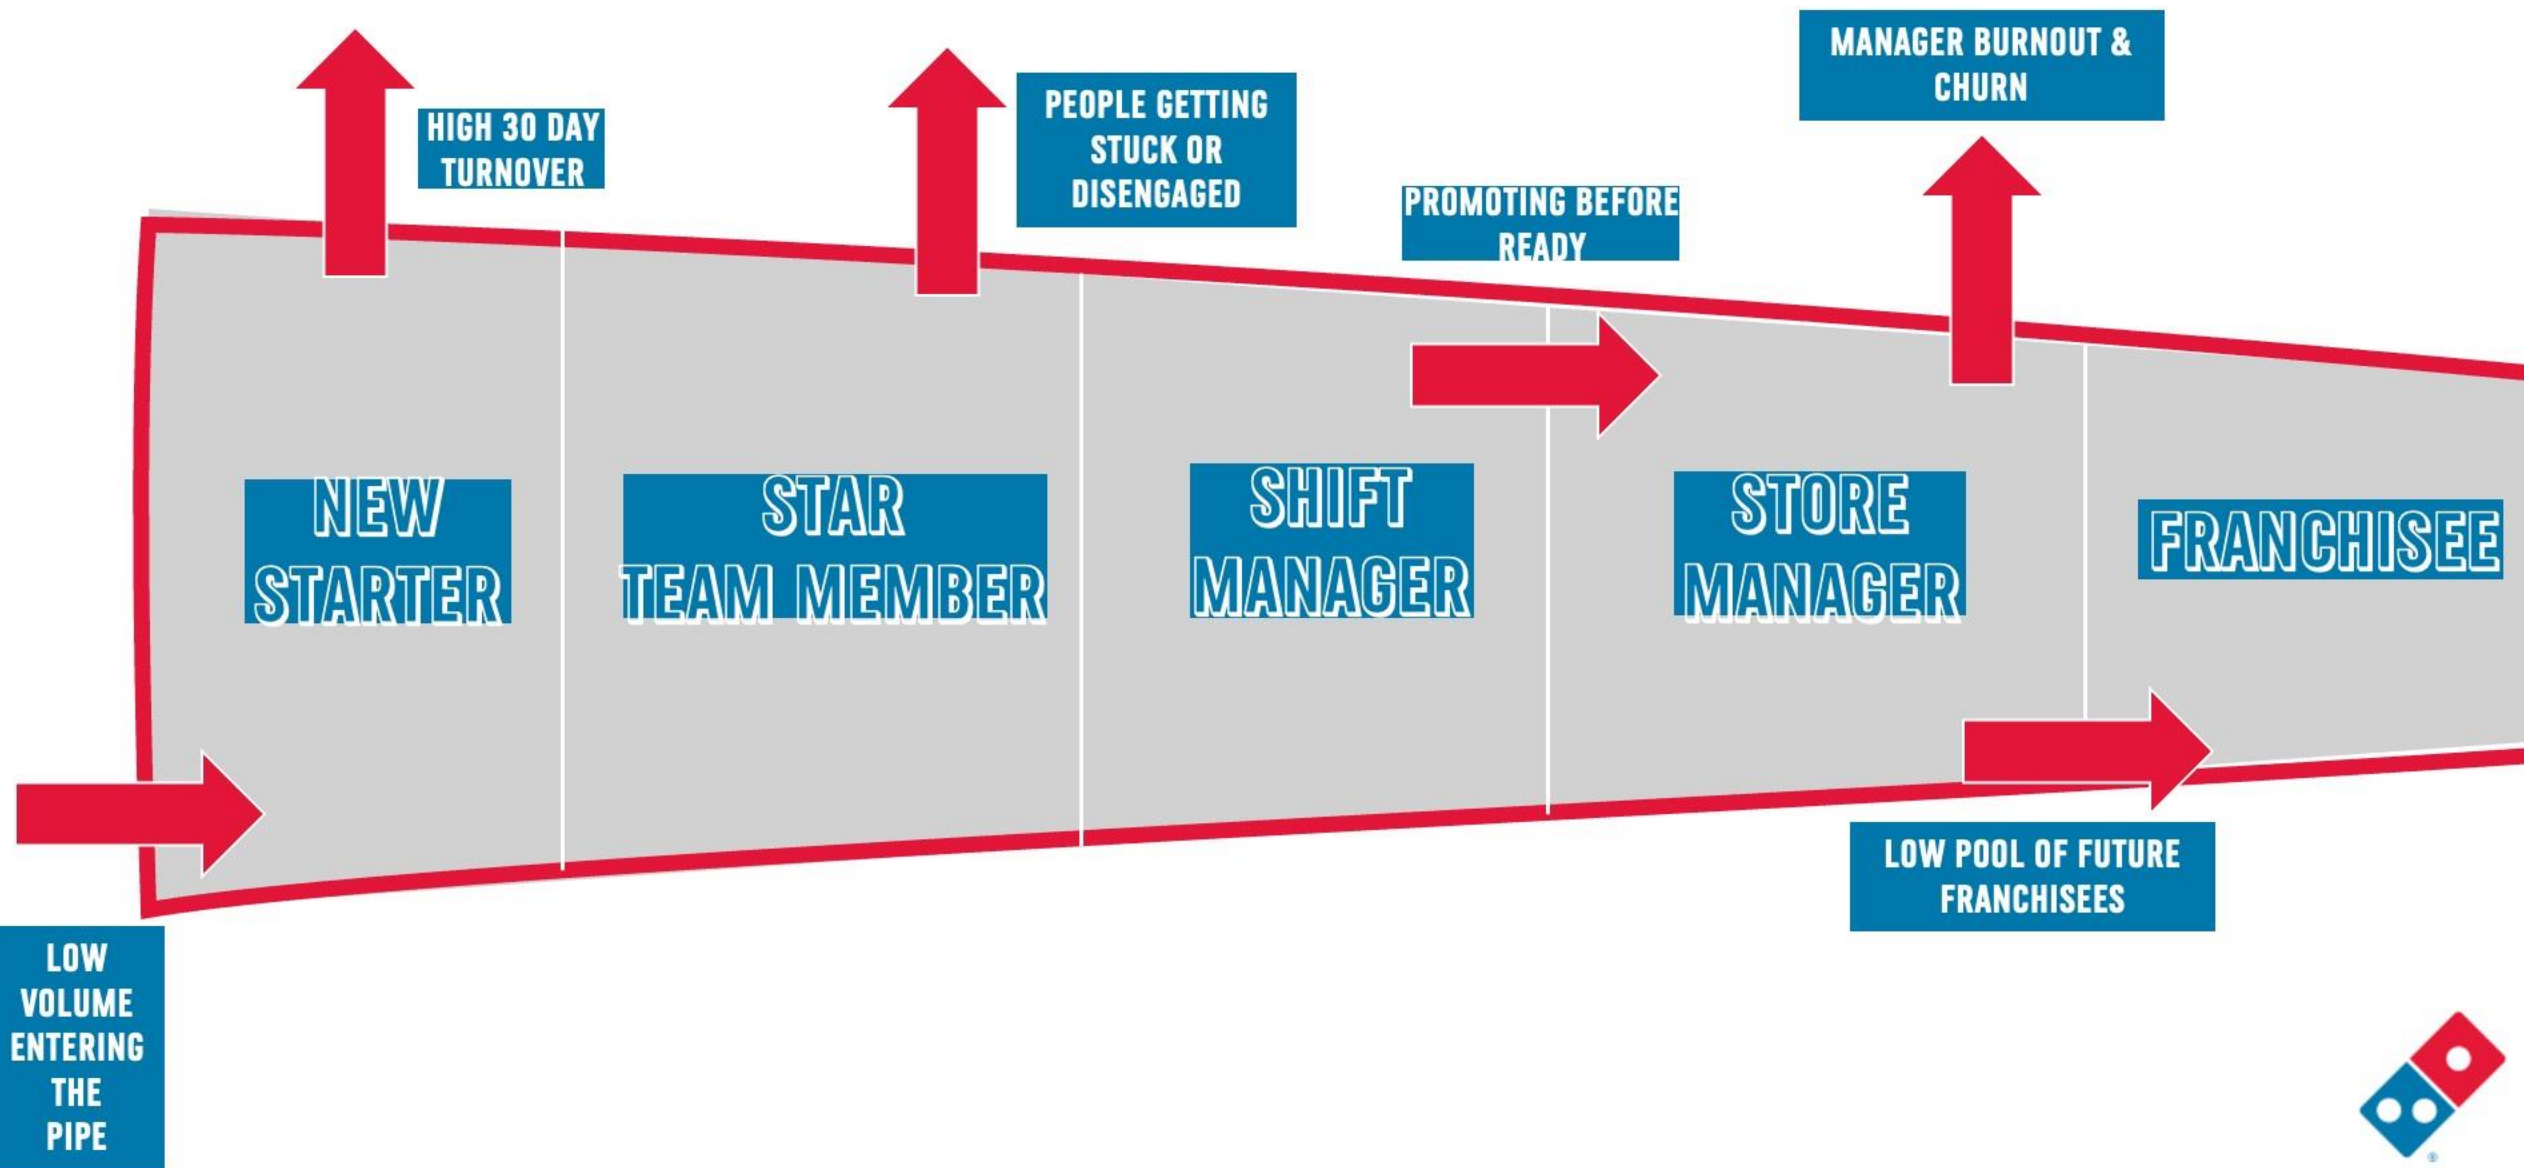 MANAGER BURNOUT &
CHURN
HIGH 30 DAY
TURNOVER
PEOPLE GETTING
STUCK OR
DISENGAGED
PROMOTING BEFORE
READY
NEW
STARTER
STAR
TEAM MEMBER
SHIFT
MANAGER
STORE
MANAGER
FRANCHISEE
LOW POOL OF FUTURE
FRANCHISEES
LOW
VOLUME
ENTERING
THE
PIPE
®